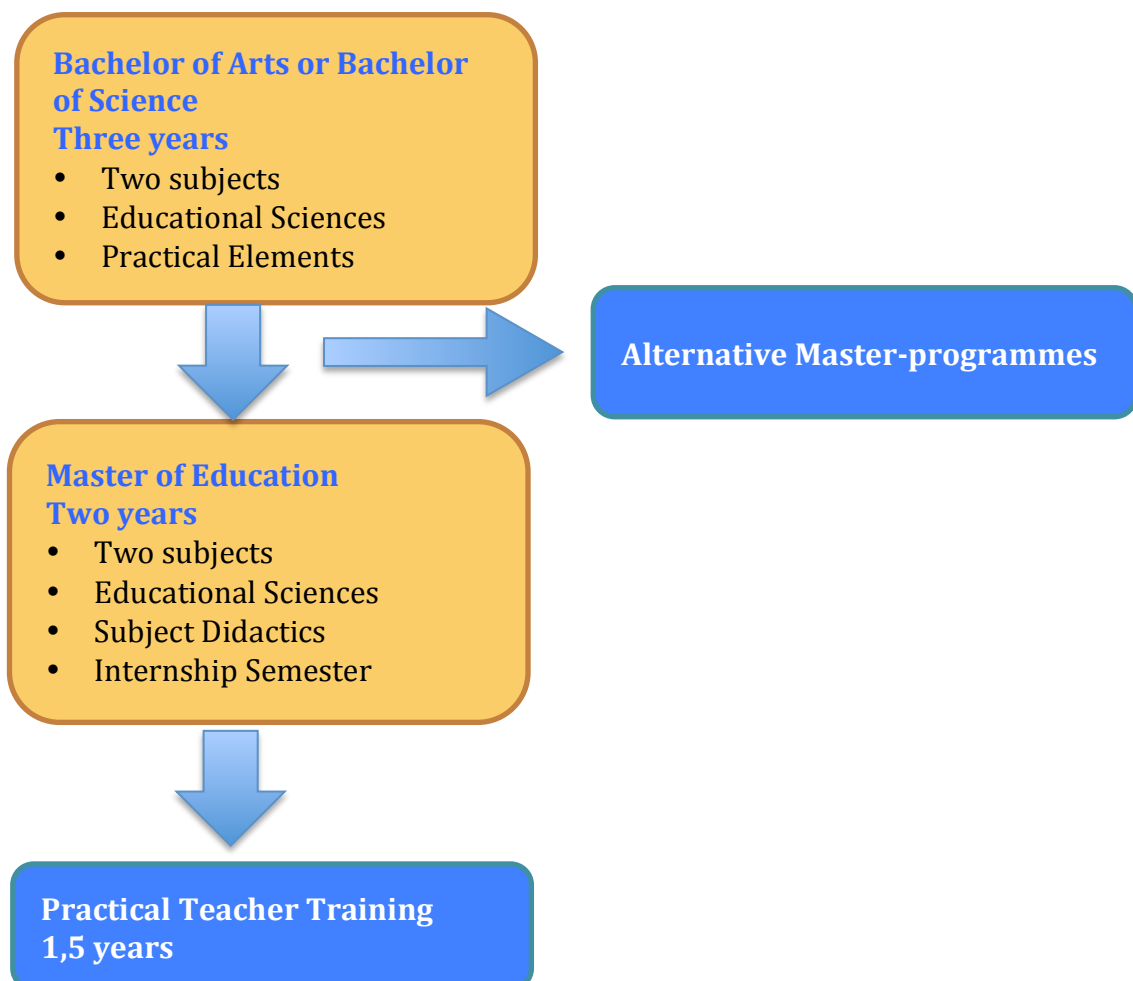 Bachelor of Arts or Bachelor
of Science
Three years
• Two subjects
• Educational Sciences
• Practical Elements
Alternative Master-programmes
Master of Education
Two years
• Two subjects
• Educational Sciences
• Subject Didactics
• Internship Semester
Practical Teacher Training
1,5 years